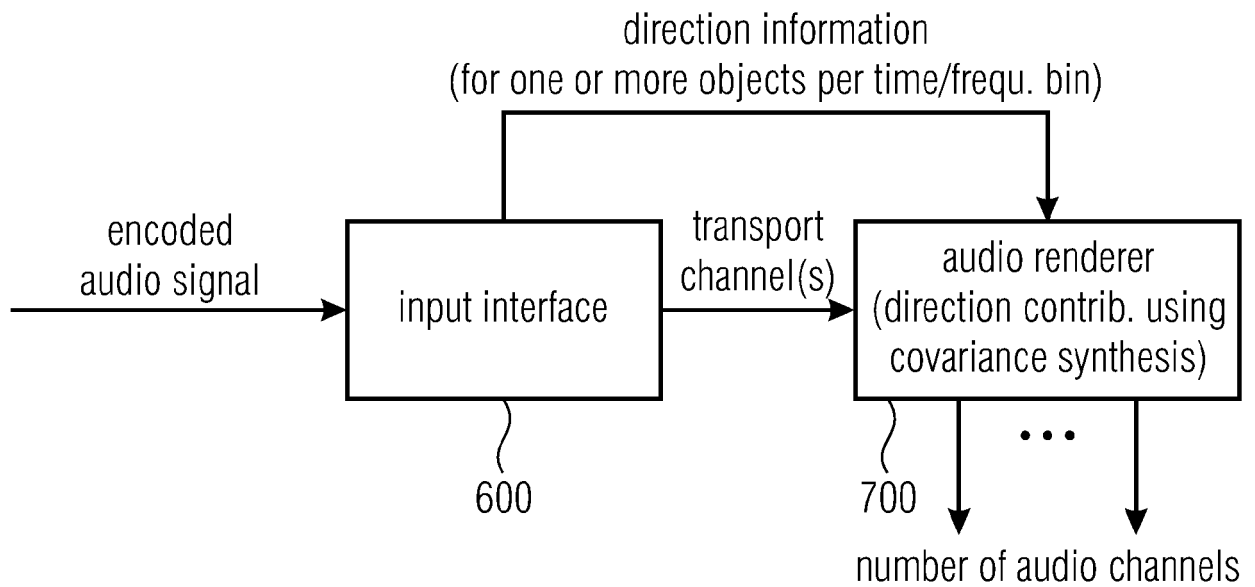 direction information
(for one or more objects per time/frequ. bin)
encoded
audio signal
input interface
transport
channel(s)
audio renderer
(direction contrib. using
covariance synthesis)
600
700
number of audio channels